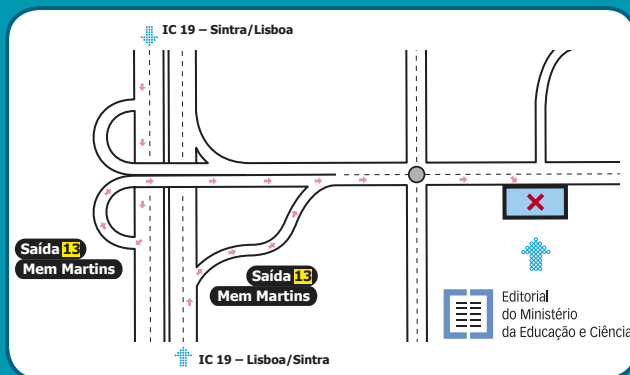 IC 19 – Sintra/Lisboa
Saída 13
Mem Martins
Saída 13
Mem Martins
Editorial
do Ministério
da Educação e Ciência
IC 19 – Lisboa/Sintra